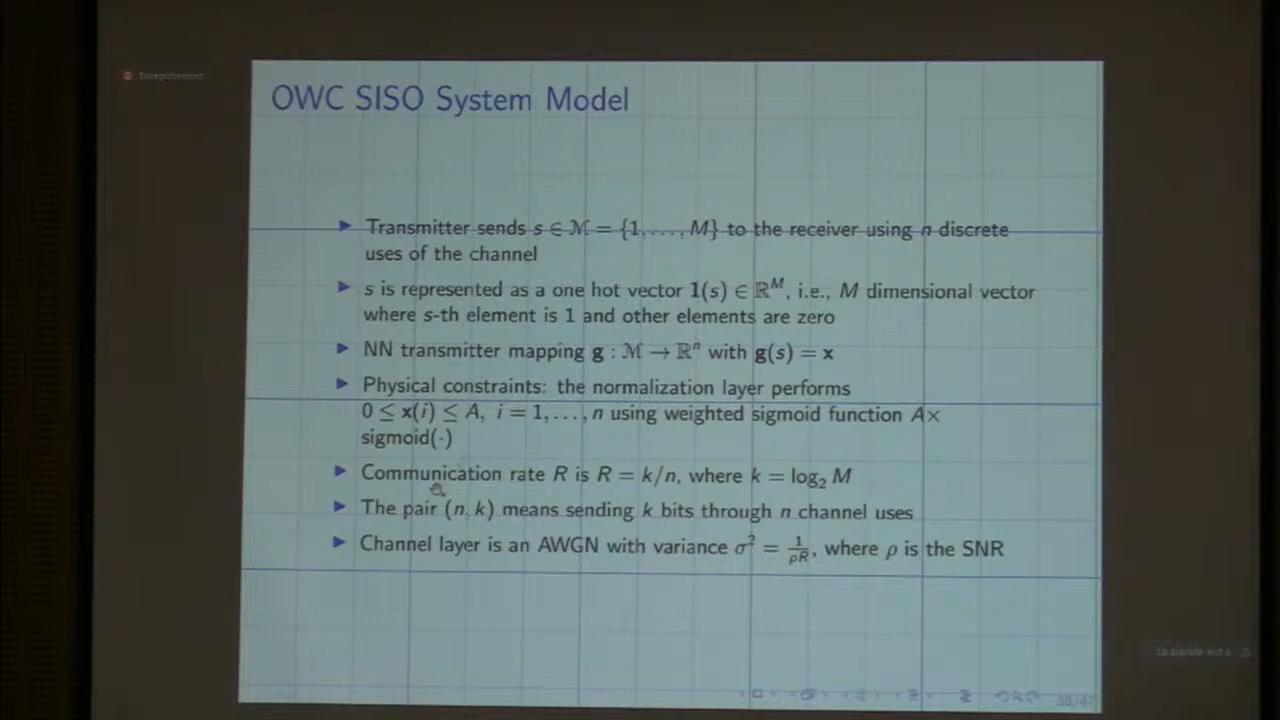 OWC SISO System Model
▶ Transmitter sends s ∈ ℳ = {1, . . . , M} to the receiver using n discrete
uses of the channel
▶ s is represented as a one hot vector 1(s) ∈ ℝ^M, i.e., M dimensional vector
where s-th element is 1 and other elements are zero
▶ NN transmitter mapping g : ℳ → ℝ^n with g(s) = x
▶ Physical constraints: the normalization layer performs
0 ≤ x(i) ≤ A, i = 1, . . . , n using weighted sigmoid function A×
sigmoid(·)
▶ Communication rate R is R = k/n, where k = log₂ M
▶ The pair (n, k) means sending k bits through n channel uses
▶ Channel layer is an AWGN with variance σ² = 1/ρR, where ρ is the SNR